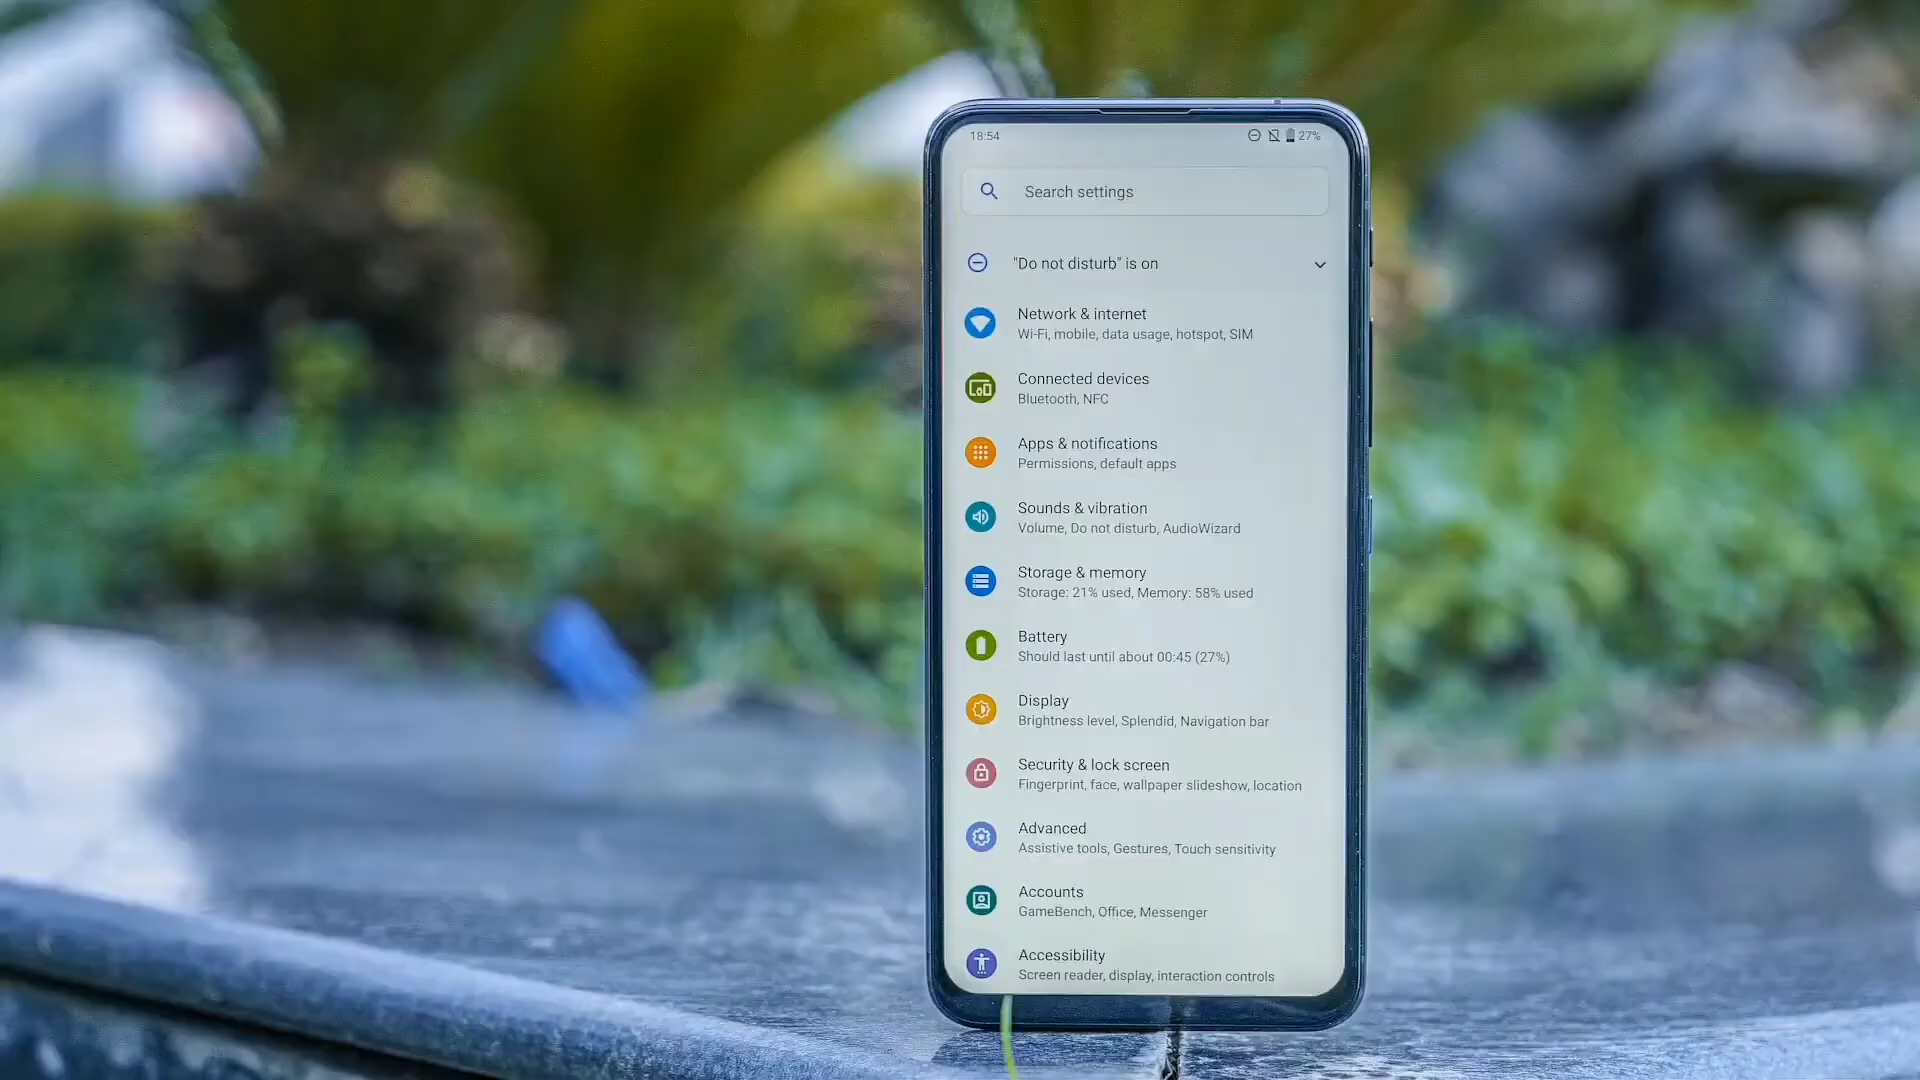 18:54 27%
Search settings
"Do not disturb" is on
Network & internet
Wi-Fi, mobile, data usage, hotspot, SIM
Connected devices
Bluetooth, NFC
Apps & notifications
Permissions, default apps
Sounds & vibration
Volume, Do not disturb, AudioWizard
Storage & memory
Storage: 21% used, Memory: 58% used
Battery
Should last until about 00:45 (27%)
Display
Brightness level, Splendid, Navigation bar
Security & lock screen
Fingerprint, face, wallpaper slideshow, location
Advanced
Assistive tools, Gestures, Touch sensitivity
Accounts
GameBench, Office, Messenger
Accessibility
Screen reader, display, interaction controls